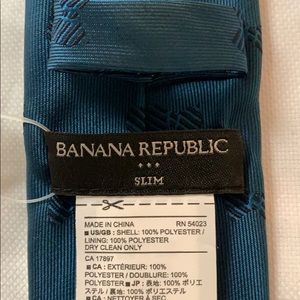 BANANA REPUBLIC
SLIM
MADE IN CHINA RN 54023
■ US/GB: SHELL: 100% POLYESTER /
LINING: 100% POLYESTER
DRY CLEAN ONLY
CA 17897
■ CA : EXTÉRIEUR: 100%
POLYESTER / DOUBLURE: 100%
POLYESTER ■ JP : 表地: 100% ポリエ
ステル / 裏地: 100% ポリエステル
■ CA : NETTOYER À SEC